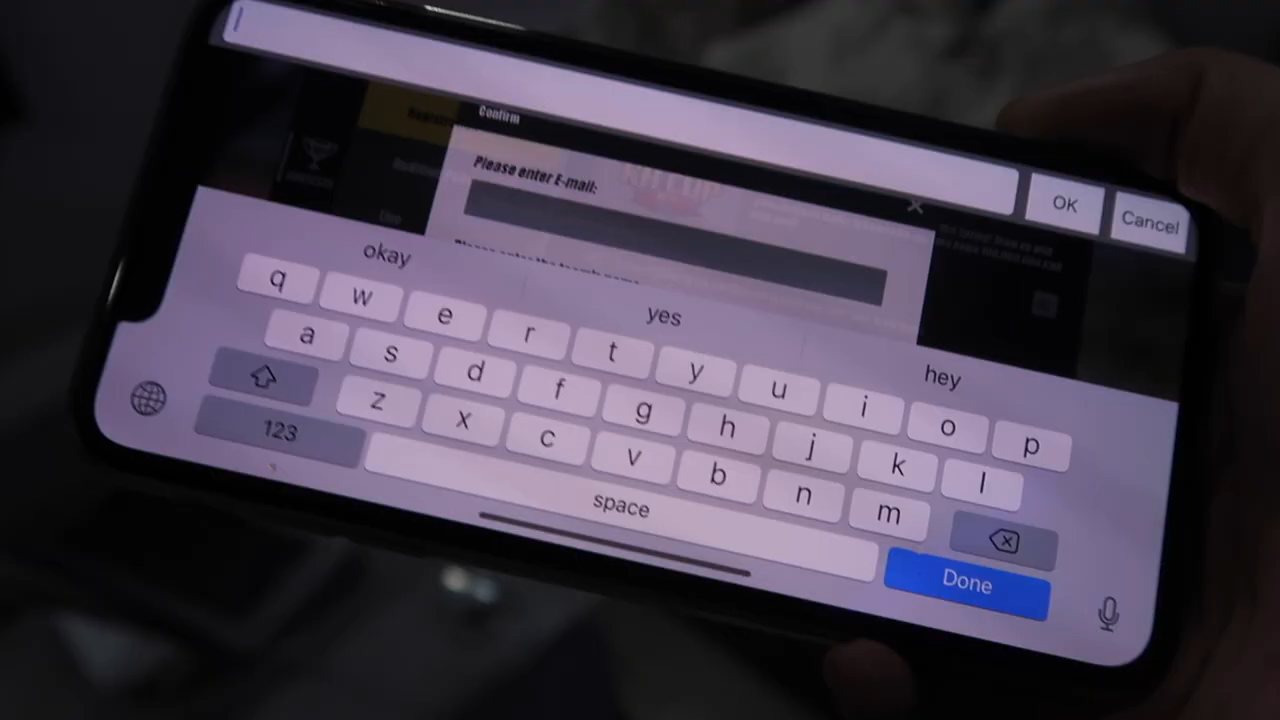 OK
Cancel
Confirm
Please enter E-mail:
okay
yes
hey
q w e r t y u i o p
a s d f g h j k l
z x c v b n m
123
space
Done